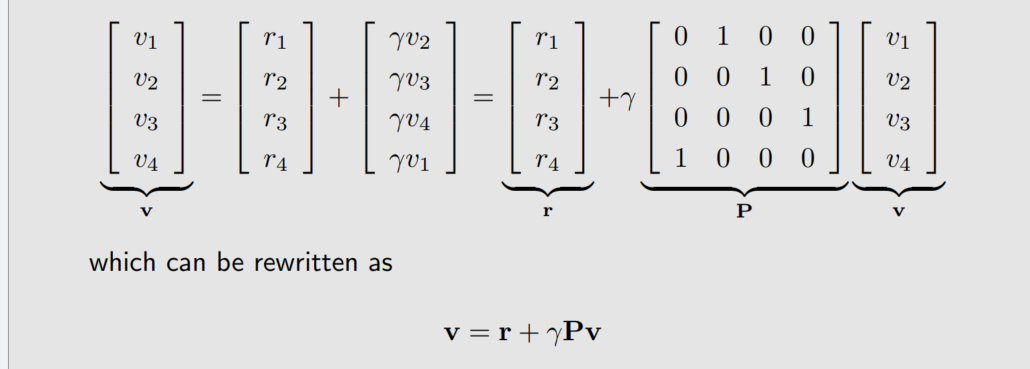 [v₁ v₂ v₃ v₄] = [r₁ r₂ r₃ r₄] + [γv₂ γv₃ γv₄ γv₁] = [r₁ r₂ r₃ r₄] +γ [0 1 0 0; 0 0 1 0; 0 0 0 1; 1 0 0 0] [v₁ v₂ v₃ v₄]
v r P v
which can be rewritten as
v = r + γPv